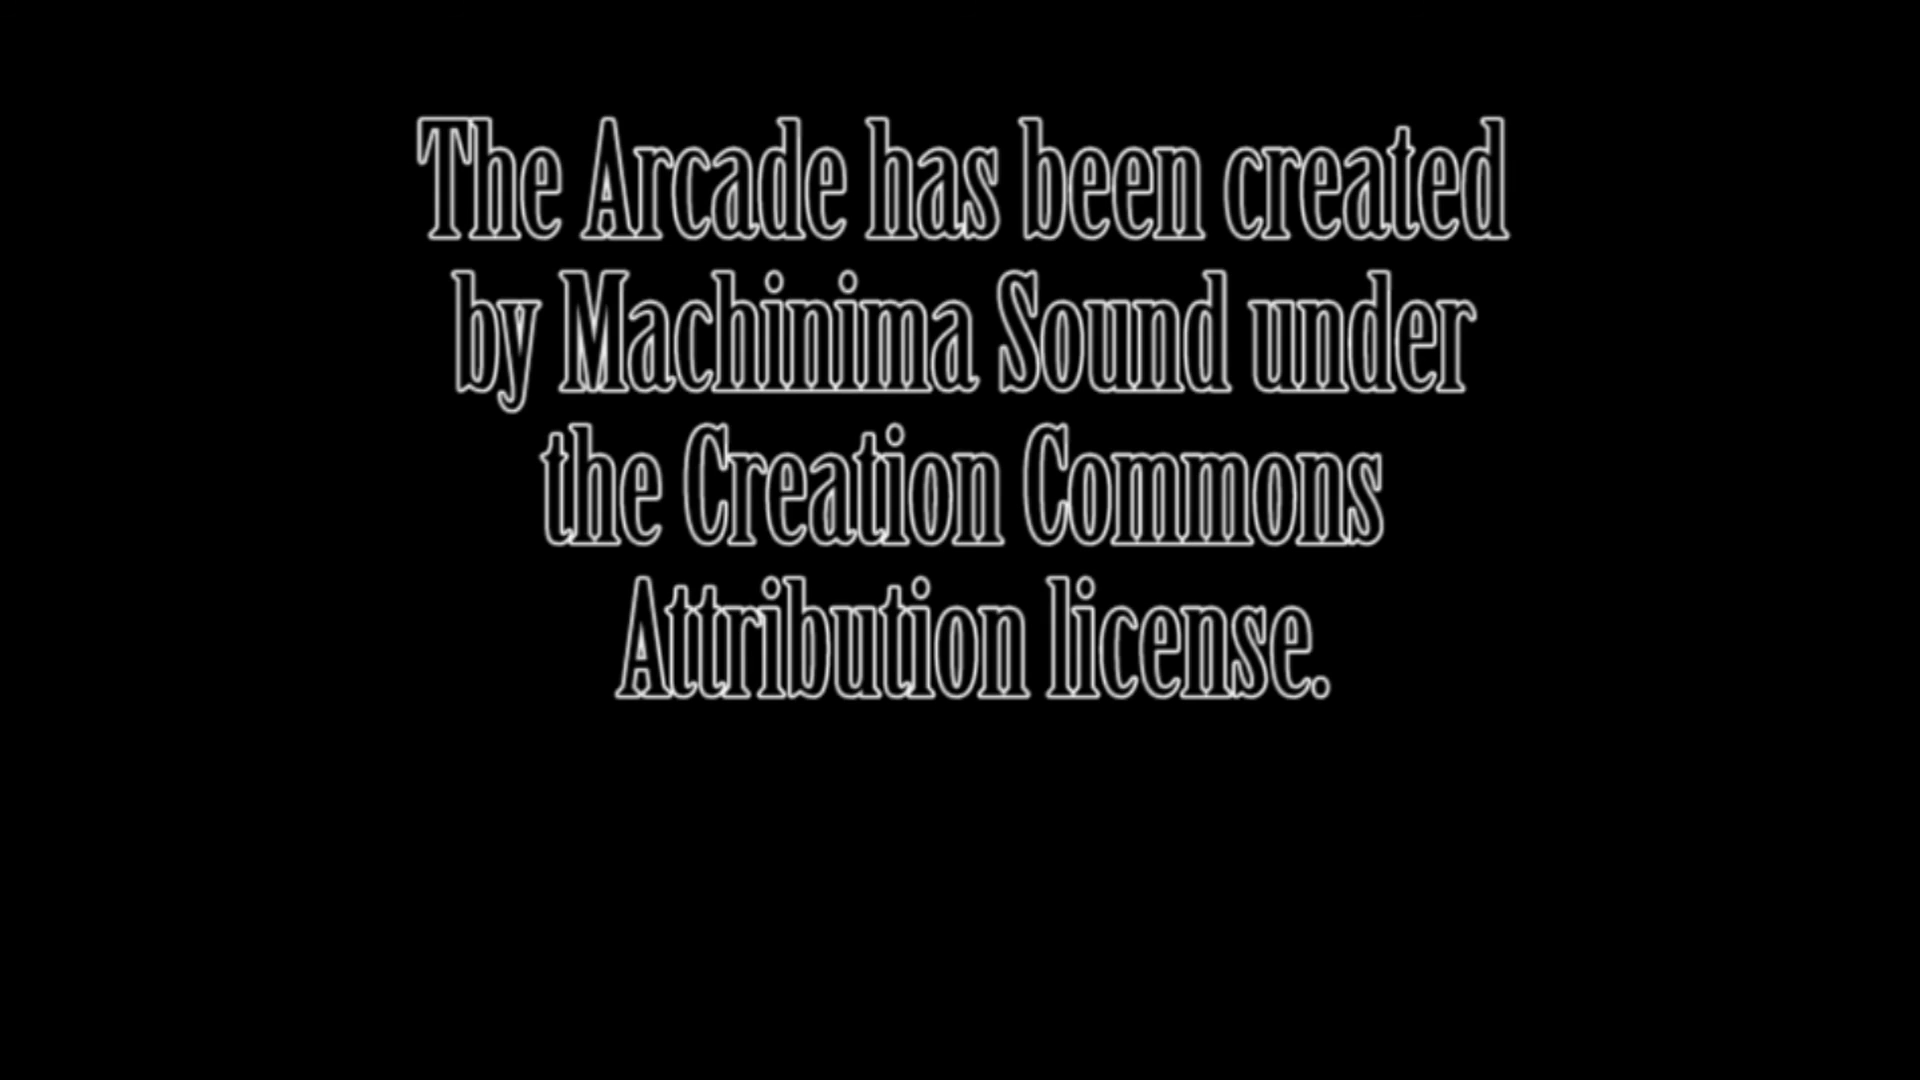 The Arcade has been created
by Machinima Sound under
the Creation Commons
Attribution license.